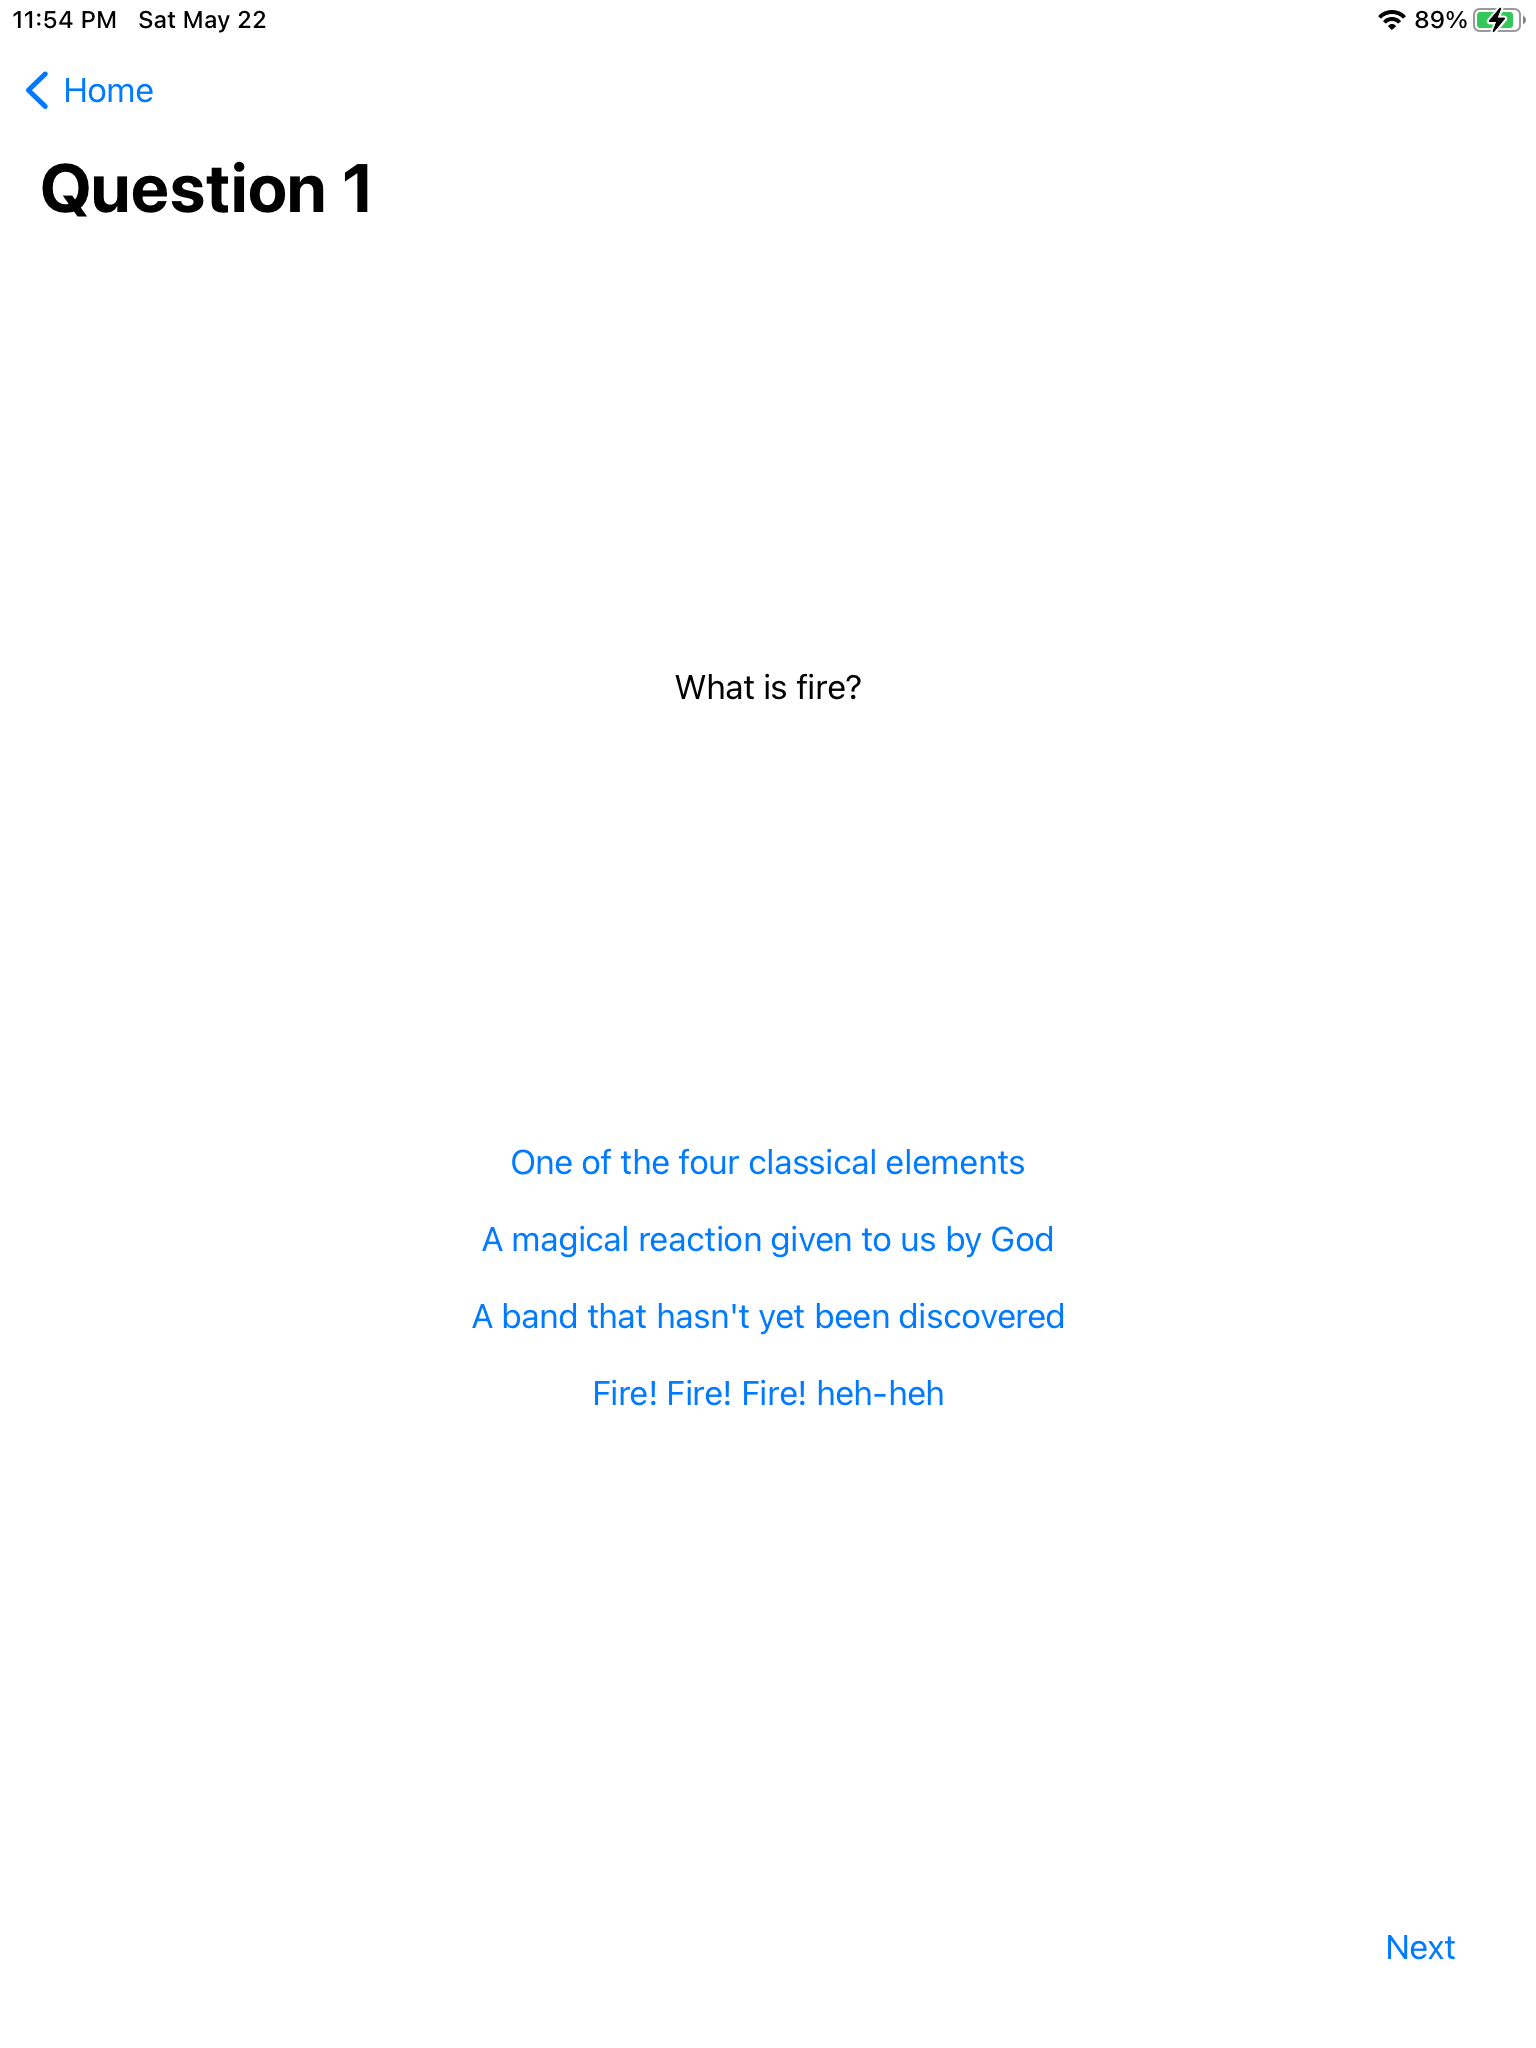 11:54 PM Sat May 22 89%
Home
Question 1
What is fire?
One of the four classical elements
A magical reaction given to us by God
A band that hasn't yet been discovered
Fire! Fire! Fire! heh-heh
Next